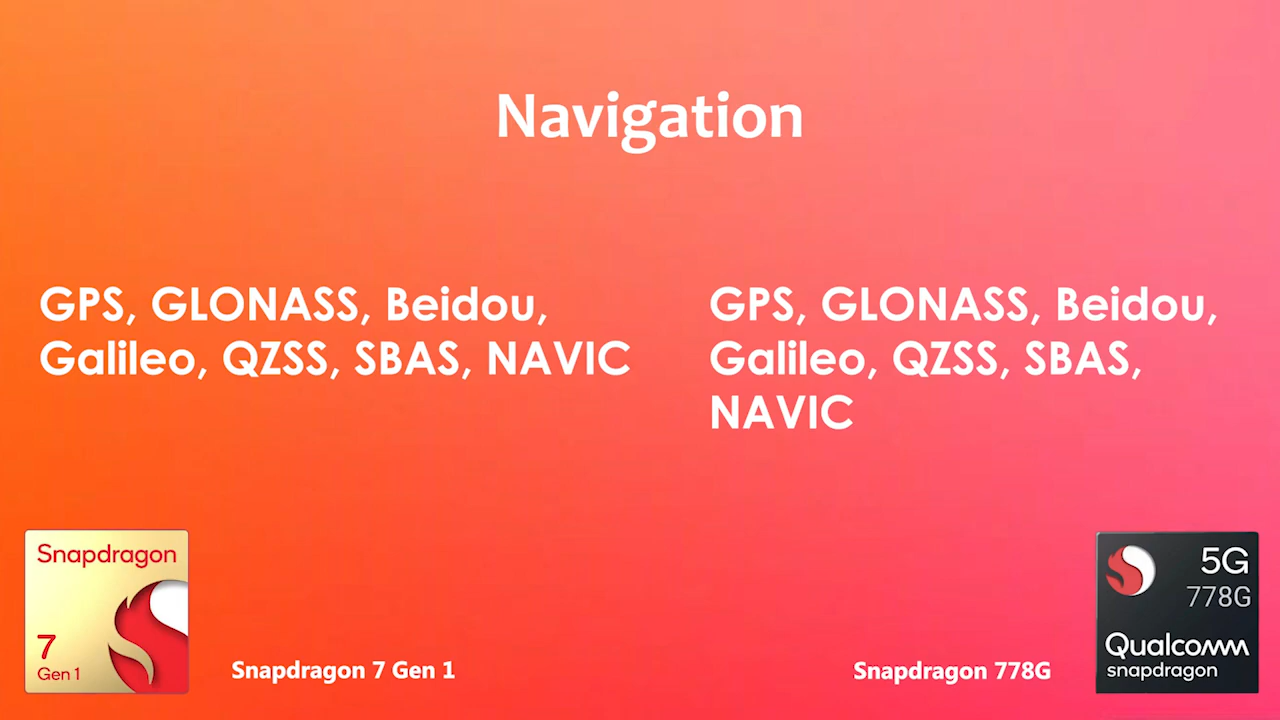 Navigation
GPS, GLONASS, Beidou,
Galileo, QZSS, SBAS, NAVIC
GPS, GLONASS, Beidou,
Galileo, QZSS, SBAS,
NAVIC
Snapdragon
7
Gen 1
Snapdragon 7 Gen 1
Snapdragon 778G
5G
778G
Qualcomm
snapdragon